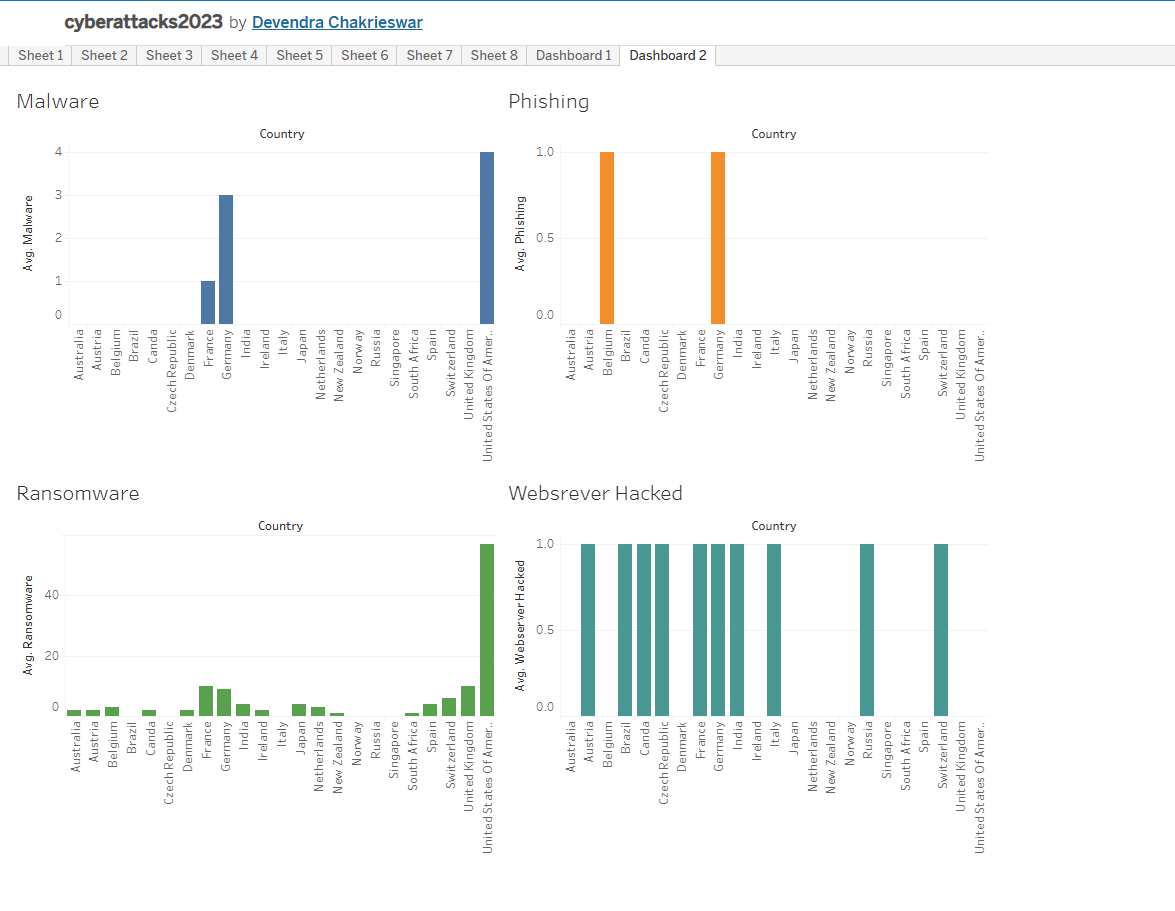 cyberattacks2023 by Devendra Chakrieswar
Sheet 1 Sheet 2 Sheet 3 Sheet 4 Sheet 5 Sheet 6 Sheet 7 Sheet 8 Dashboard 1 Dashboard 2
Malware
Country
Avg. Malware
4
3
2
1
0
Australia
Austria
Belgium
Brazil
Canda
Czech Republic
Denmark
France
Germany
India
Ireland
Italy
Japan
Netherlands
New Zealand
Norway
Russia
Singapore
South Africa
Spain
Switzerland
United Kingdom
United States Of Amer..
Phishing
Country
Avg. Phishing
1.0
0.5
0.0
Australia
Austria
Belgium
Brazil
Canda
Czech Republic
Denmark
France
Germany
India
Ireland
Italy
Japan
Netherlands
New Zealand
Norway
Russia
Singapore
South Africa
Spain
Switzerland
United Kingdom
United States Of Amer..
Ransomware
Country
Avg. Ransomware
40
20
0
Australia
Austria
Belgium
Brazil
Canda
Czech Republic
Denmark
France
Germany
India
Ireland
Italy
Japan
Netherlands
New Zealand
Norway
Russia
Singapore
South Africa
Spain
Switzerland
United Kingdom
United States Of Amer..
Websrever Hacked
Country
Avg. Webserver Hacked
1.0
0.5
0.0
Australia
Austria
Belgium
Brazil
Canda
Czech Republic
Denmark
France
Germany
India
Ireland
Italy
Japan
Netherlands
New Zealand
Norway
Russia
Singapore
South Africa
Spain
Switzerland
United Kingdom
United States Of Amer..